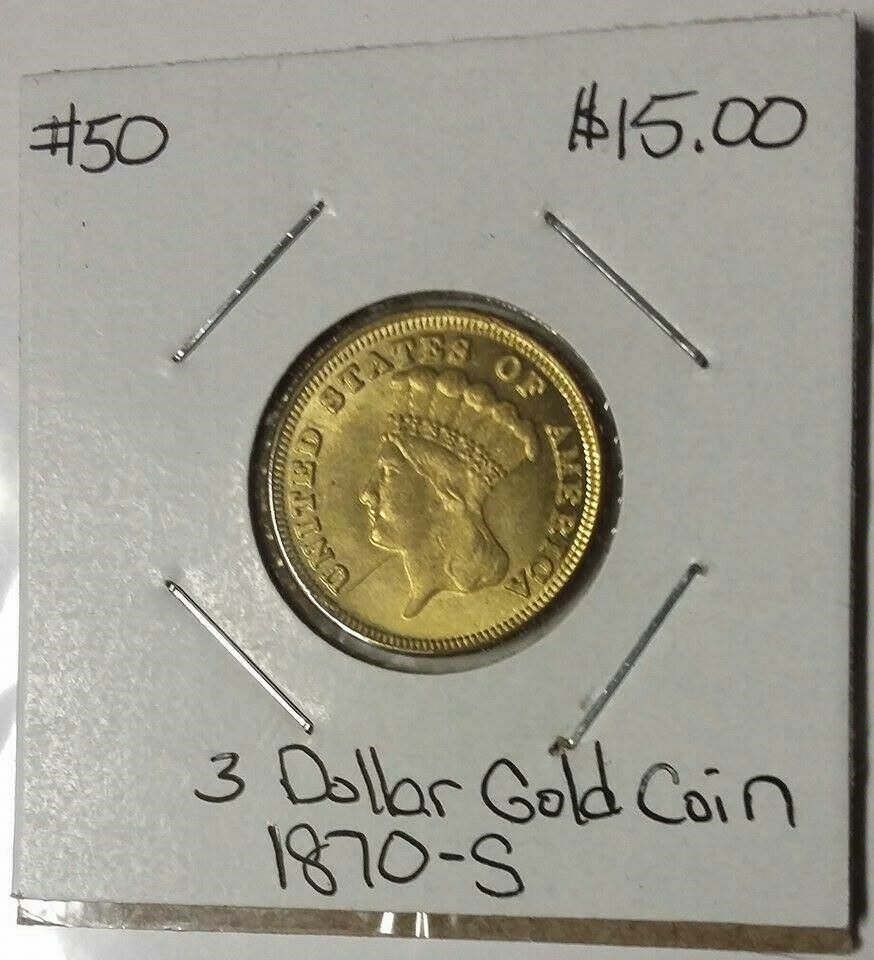 #50
$15.00
UNITED STATES OF AMERICA
3 Dollar Gold Coin
1870-S